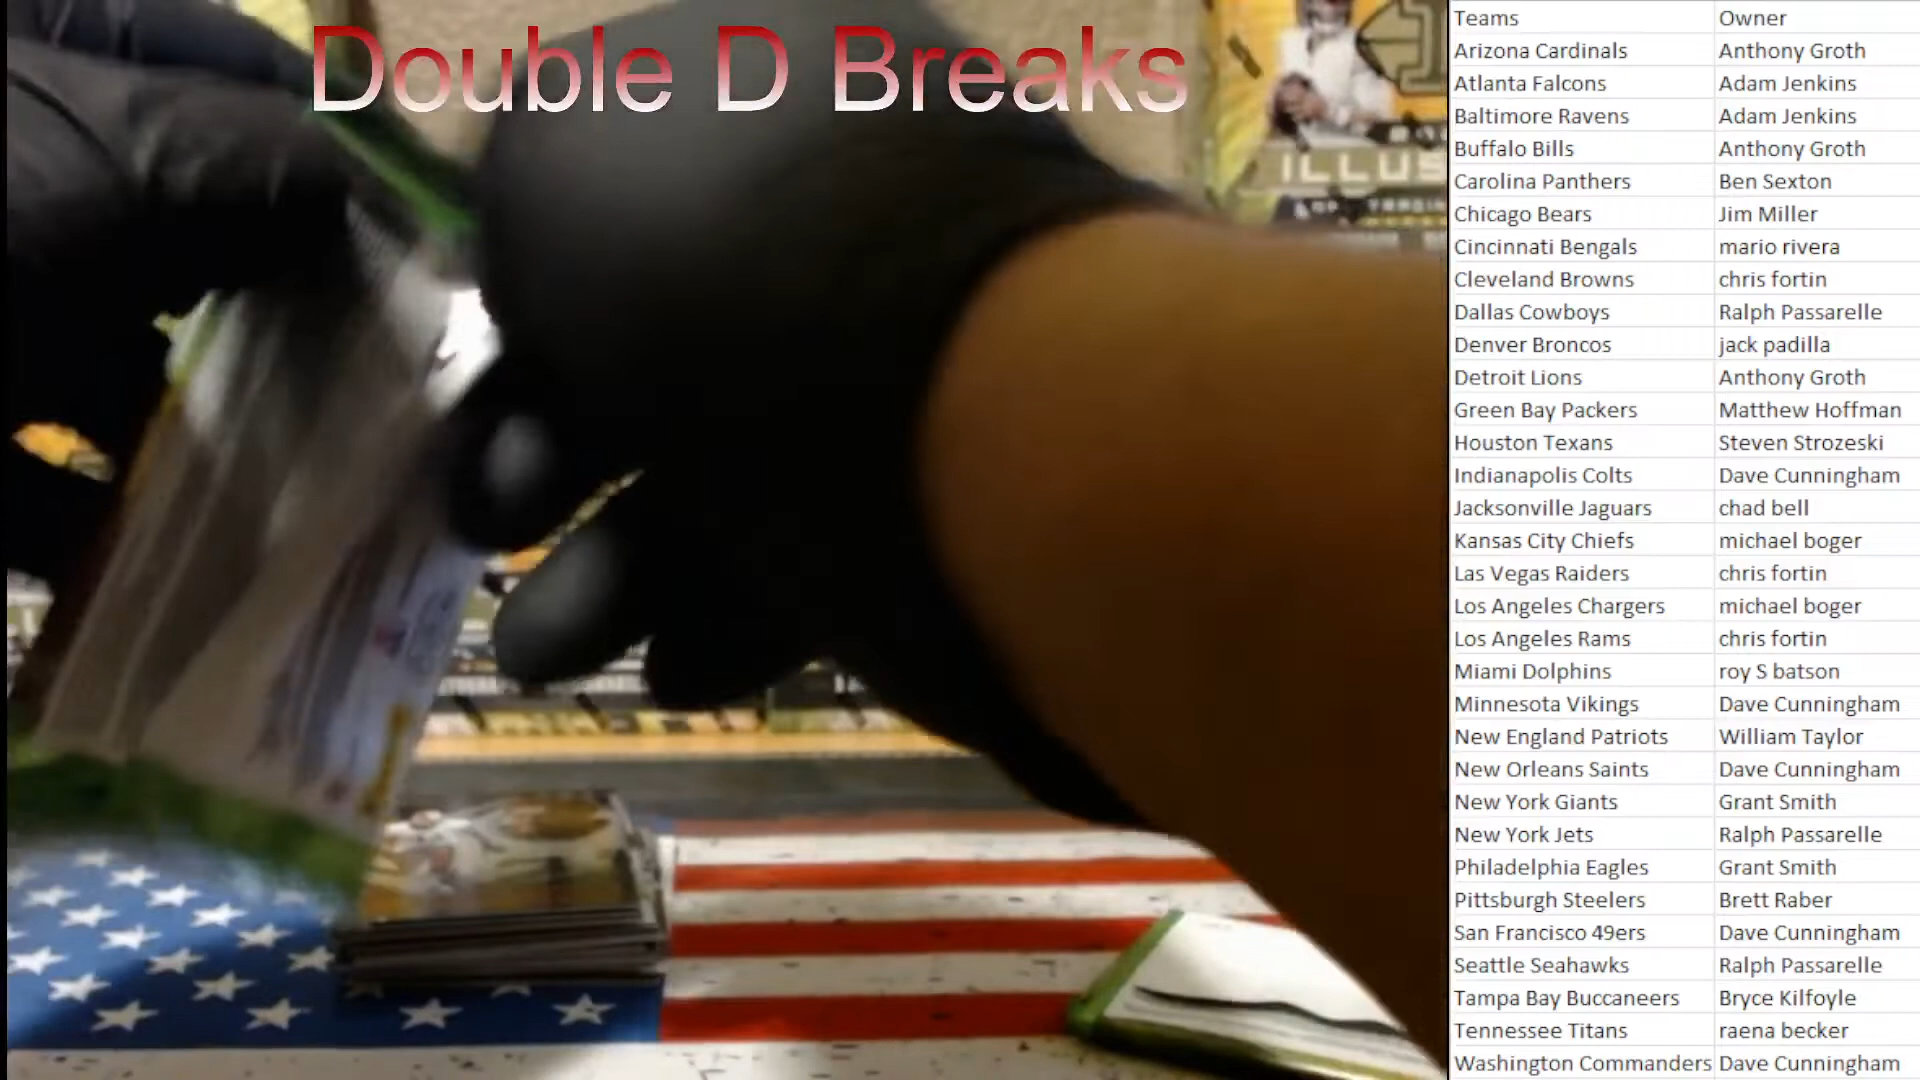 Double D Breaks
ILLUS
Teams Owner
Arizona Cardinals Anthony Groth
Atlanta Falcons Adam Jenkins
Baltimore Ravens Adam Jenkins
Buffalo Bills Anthony Groth
Carolina Panthers Ben Sexton
Chicago Bears Jim Miller
Cincinnati Bengals mario rivera
Cleveland Browns chris fortin
Dallas Cowboys Ralph Passarelle
Denver Broncos jack padilla
Detroit Lions Anthony Groth
Green Bay Packers Matthew Hoffman
Houston Texans Steven Strozeski
Indianapolis Colts Dave Cunningham
Jacksonville Jaguars chad bell
Kansas City Chiefs michael boger
Las Vegas Raiders chris fortin
Los Angeles Chargers michael boger
Los Angeles Rams chris fortin
Miami Dolphins roy S batson
Minnesota Vikings Dave Cunningham
New England Patriots William Taylor
New Orleans Saints Dave Cunningham
New York Giants Grant Smith
New York Jets Ralph Passarelle
Philadelphia Eagles Grant Smith
Pittsburgh Steelers Brett Raber
San Francisco 49ers Dave Cunningham
Seattle Seahawks Ralph Passarelle
Tampa Bay Buccaneers Bryce Kilfoyle
Tennessee Titans raena becker
Washington Commanders Dave Cunningham